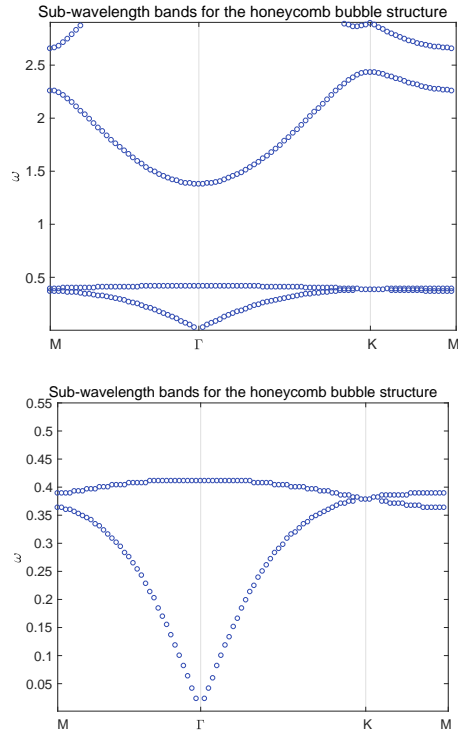 Sub-wavelength bands for the honeycomb bubble structure
2.5
2
1.5
1
0.5
ω
M Γ K M
Sub-wavelength bands for the honeycomb bubble structure
0.55
0.5
0.45
0.4
0.35
0.3
0.25
0.2
0.15
0.1
0.05
ω
M Γ K M